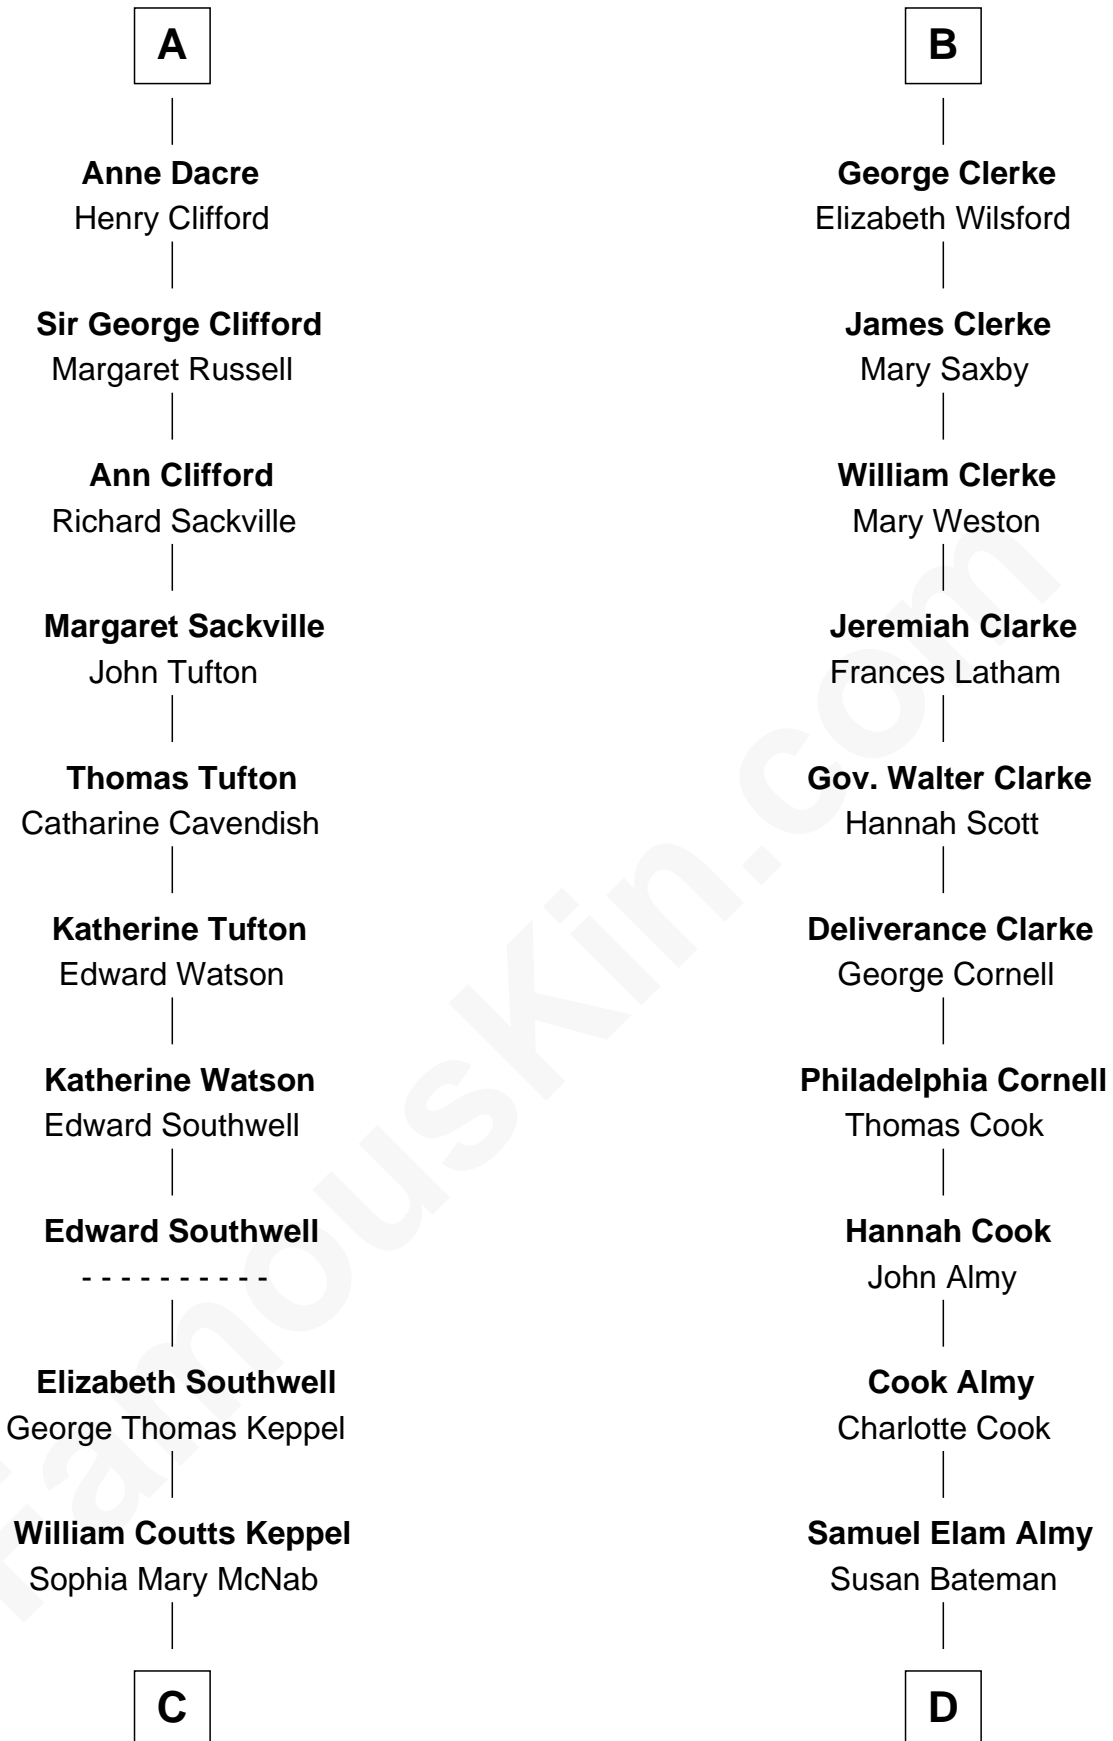 A
Anne Dacre
Henry Clifford
Sir George Clifford
Margaret Russell
Ann Clifford
Richard Sackville
Margaret Sackville
John Tufton
Thomas Tufton
Catharine Cavendish
Katherine Tufton
Edward Watson
Katherine Watson
Edward Southwell
Edward Southwell
- - - - - - - - - -
Elizabeth Southwell
George Thomas Keppel
William Coutts Keppel
Sophia Mary McNab
C
B
George Clerke
Elizabeth Wilsford
James Clerke
Mary Saxby
William Clerke
Mary Weston
Jeremiah Clarke
Frances Latham
Gov. Walter Clarke
Hannah Scott
Deliverance Clarke
George Cornell
Philadelphia Cornell
Thomas Cook
Hannah Cook
John Almy
Cook Almy
Charlotte Cook
Samuel Elam Almy
Susan Bateman
D
FamousKin.com